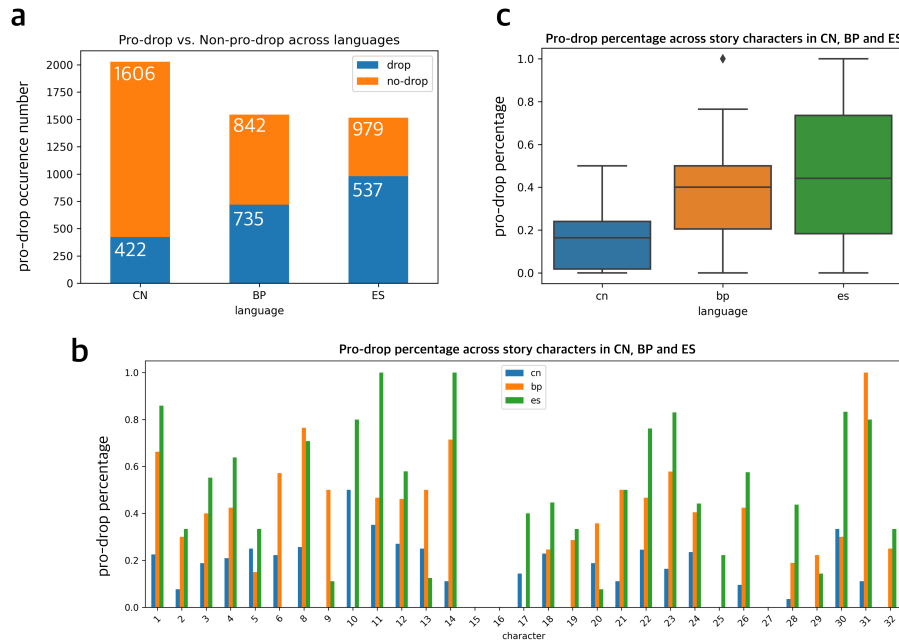 a
Pro-drop vs. Non-pro-drop across languages
pro-drop occurence number
2000
1750
1500
1250
1000
750
500
250
0
drop
no-drop
1606
422
842
735
979
537
CN BP ES
language
c
Pro-drop percentage across story characters in CN, BP and ES
pro-drop percentage
1.0
0.8
0.6
0.4
0.2
0.0
cn bp es
language
b
Pro-drop percentage across story characters in CN, BP and ES
pro-drop percentage
1.0
0.8
0.6
0.4
0.2
0.0
cn
bp
es
1 2 3 4 5 6 8 9 10 11 12 13 14 15 16 17 18 19 20 21 22 23 24 25 26 27 28 29 30 31 32
character